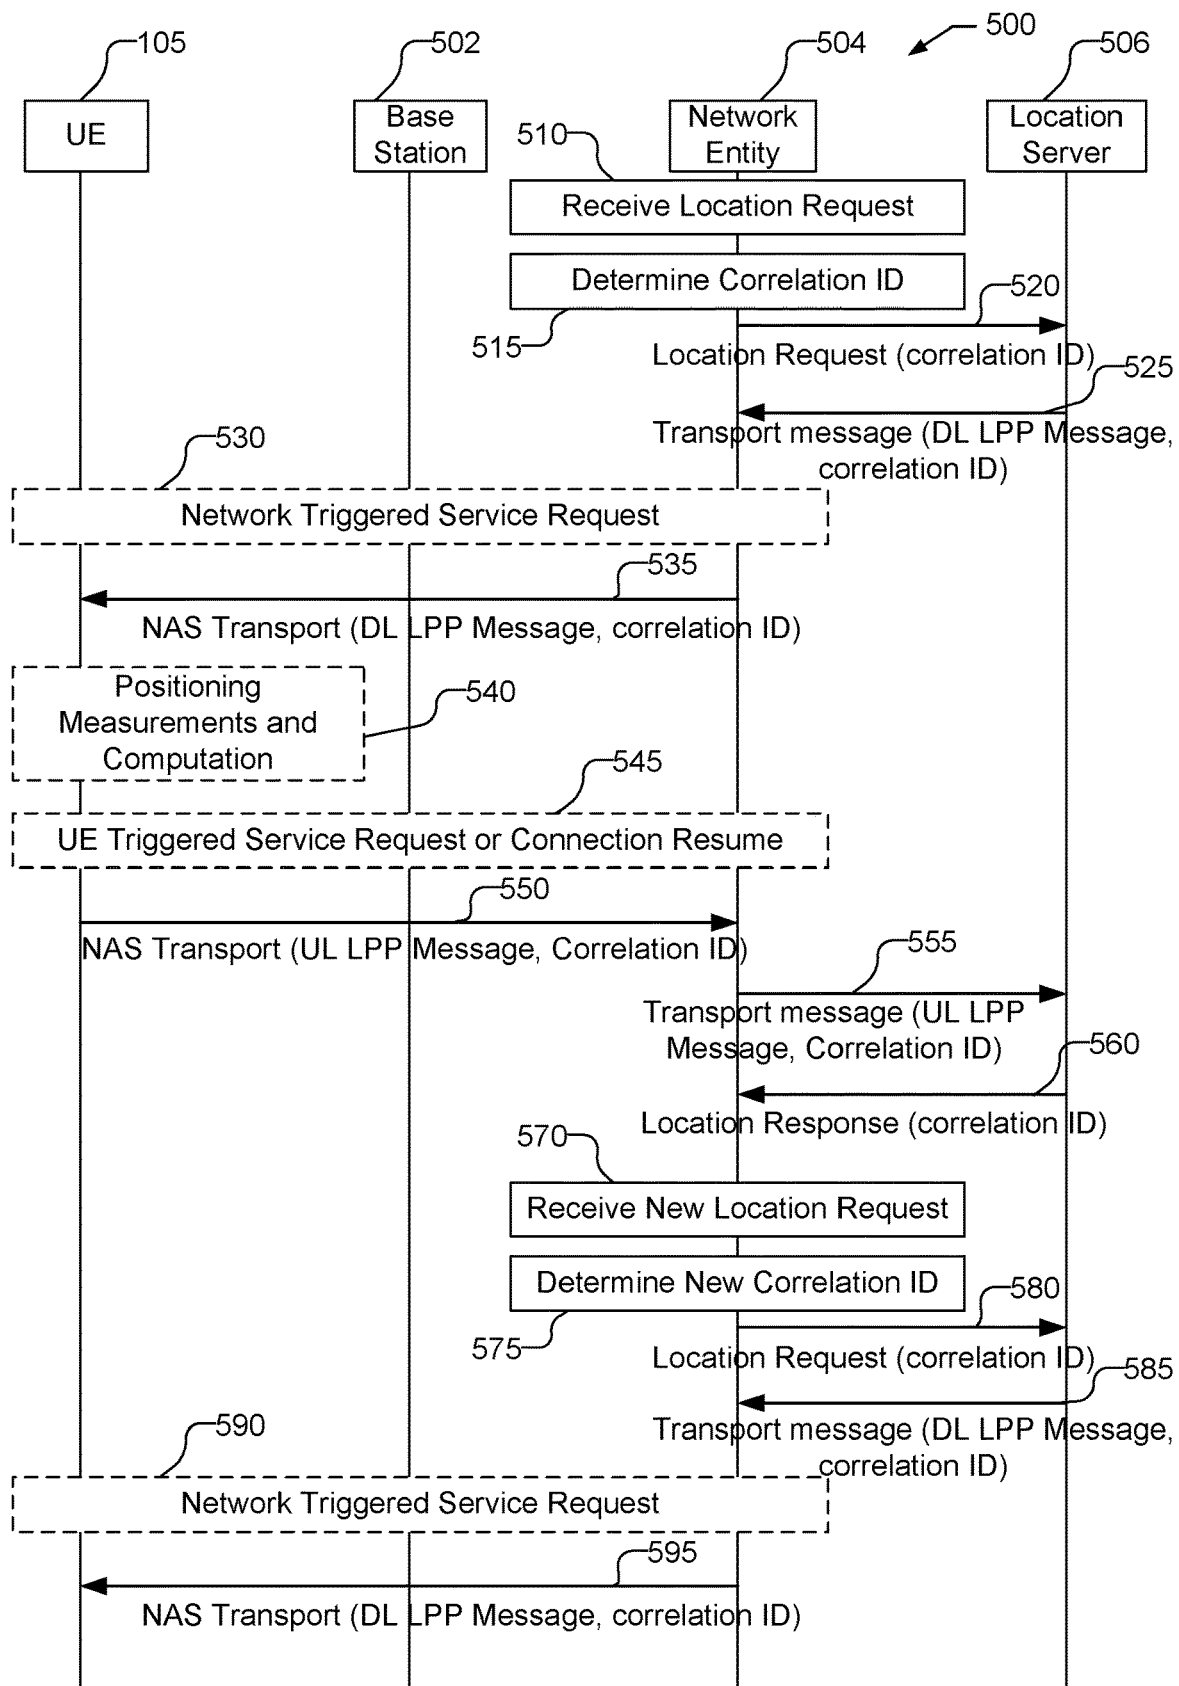 500
105
502
504
506
UE
Base
Station
Network
Entity
Location
Server
510
Receive Location Request
Determine Correlation ID
515
520
Location Request (correlation ID)
525
Transport message (DL LPP Message,
correlation ID)
530
Network Triggered Service Request
535
NAS Transport (DL LPP Message, correlation ID)
Positioning
Measurements and
Computation
540
545
UE Triggered Service Request or Connection Resume
550
NAS Transport (UL LPP Message, Correlation ID)
555
Transport message (UL LPP
Message, Correlation ID)
560
Location Response (correlation ID)
570
Receive New Location Request
Determine New Correlation ID
575
580
Location Request (correlation ID)
585
Transport message (DL LPP Message,
correlation ID)
590
Network Triggered Service Request
595
NAS Transport (DL LPP Message, correlation ID)